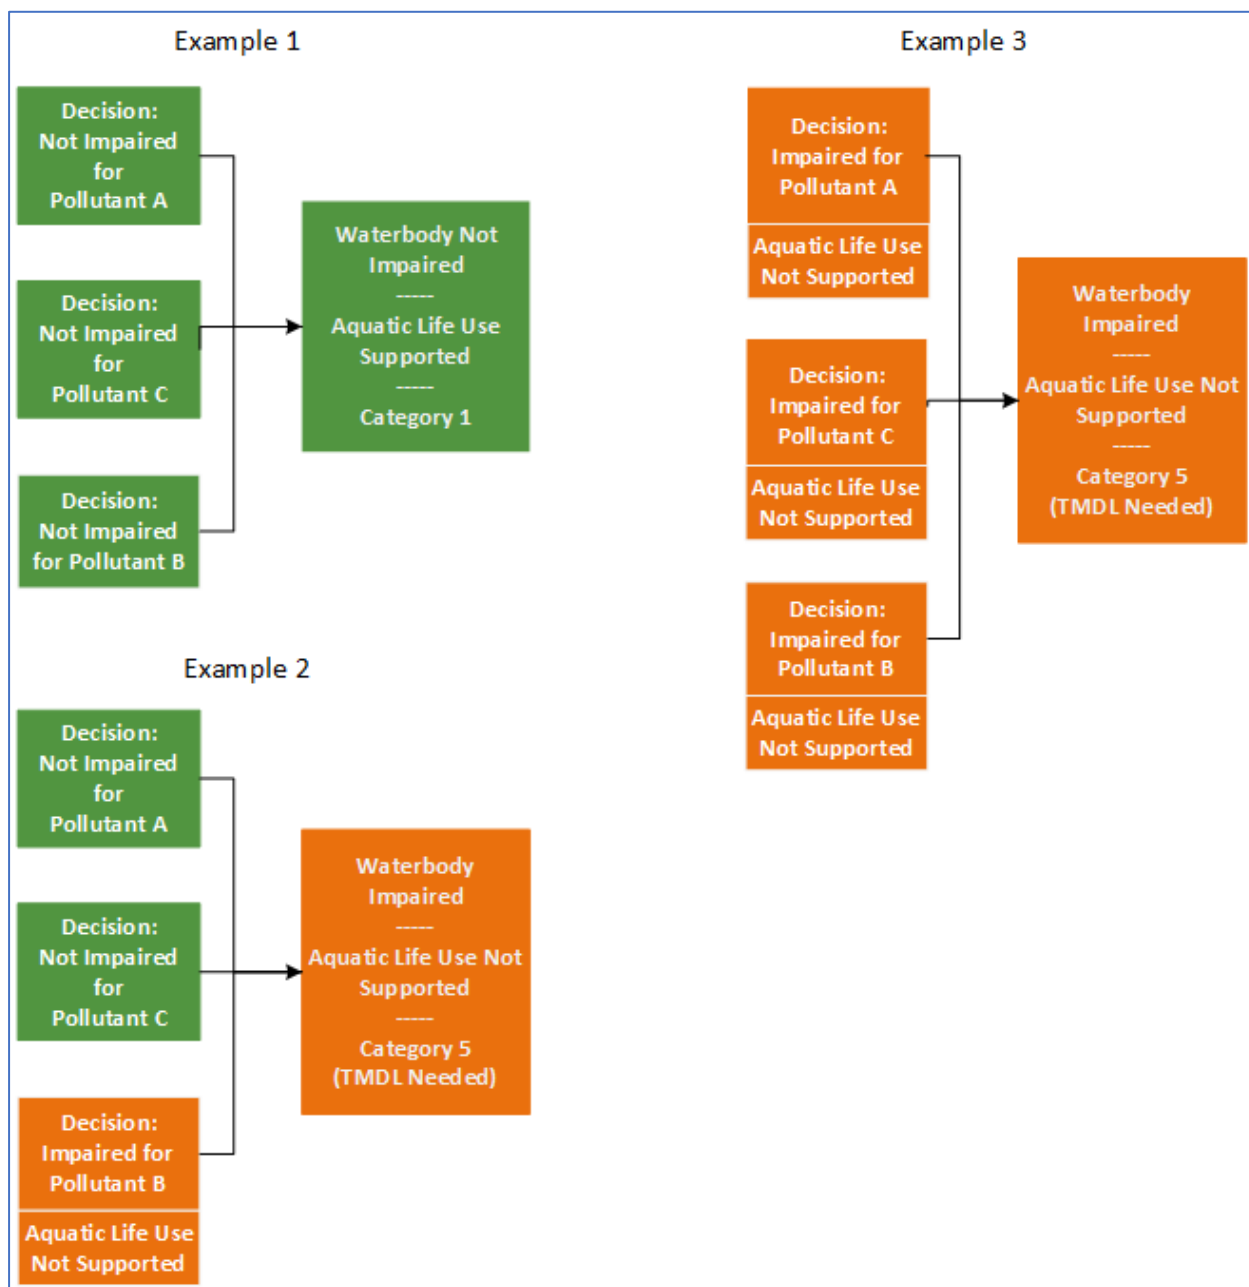 Example 1
Decision:
Not Impaired
for
Pollutant A
Decision:
Not Impaired
for
Pollutant C
Decision:
Not Impaired
for Pollutant B
Waterbody Not
Impaired
-----
Aquatic Life Use
Supported
-----
Category 1
Example 2
Decision:
Not Impaired
for
Pollutant A
Decision:
Not Impaired
for
Pollutant C
Decision:
Impaired for
Pollutant B
Aquatic Life Use
Not Supported
Waterbody
Impaired
-----
Aquatic Life Use Not
Supported
-----
Category 5
(TMDL Needed)
Example 3
Decision:
Impaired for
Pollutant A
Aquatic Life Use
Not Supported
Decision:
Impaired for
Pollutant C
Aquatic Life Use
Not Supported
Decision:
Impaired for
Pollutant B
Aquatic Life Use
Not Supported
Waterbody
Impaired
-----
Aquatic Life Use Not
Supported
-----
Category 5
(TMDL Needed)